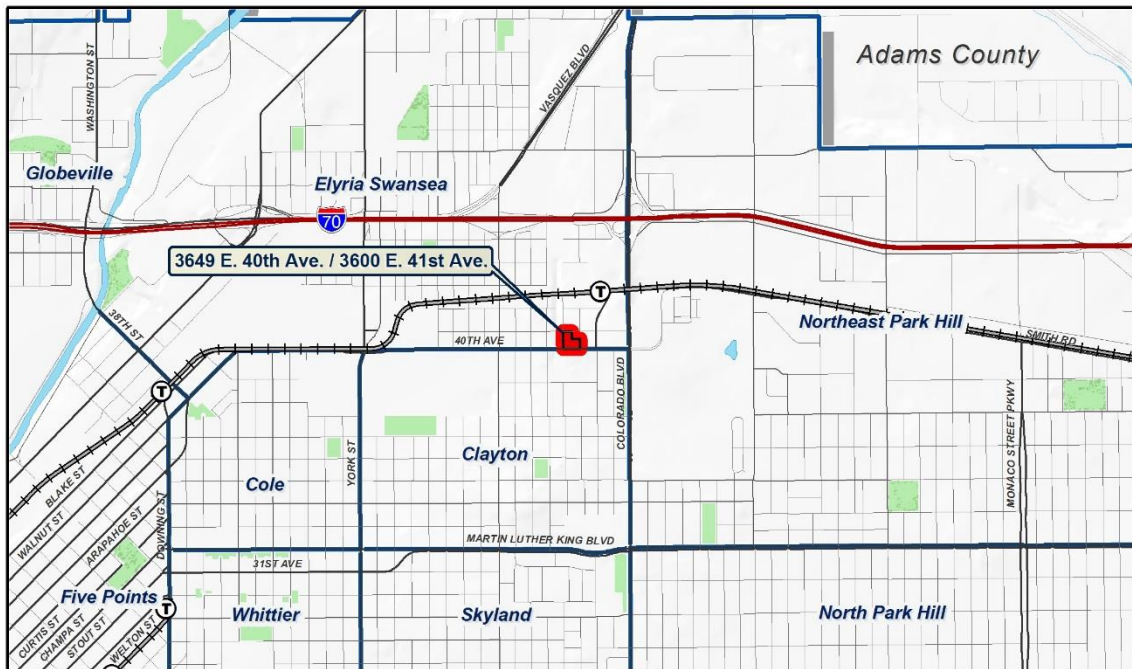 WASHINGTON ST
VASQUEZ BLVD
Adams County
Globeville
Elyria Swansea
70
3649 E. 40th Ave. / 3600 E. 41st Ave.
T
38TH ST
40TH AVE
Northeast Park Hill
SMITH RD
T
COLORADO BLVD
MONACO STREET PKWY
YORK ST
Clayton
Cole
BLAKE ST
WALNUT ST
ARAPAHOE ST
DOWNING ST
MARTIN LUTHER KING BLVD
31ST AVE
Five Points
T
Whittier
Skyland
North Park Hill
CURTIS ST
CHAMPA ST
STOUT ST
WELTON ST
T